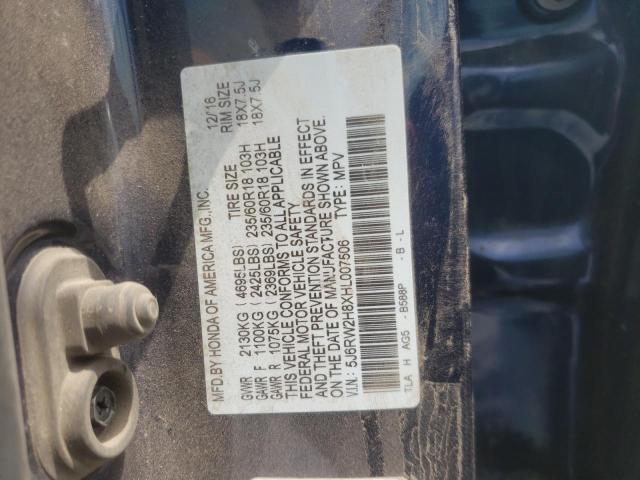 MFD.BY HONDA OF AMERICA MFG.,INC. 12/16
TIRE SIZE RIM SIZE
GVWR 2130KG (4695LBS)
GAWR F 1100KG (2425LBS) 235/60R18 103H 18X7.5J
GAWR R 1075KG (2369LBS) 235/60R18 103H 18X7.5J
THIS VEHICLE CONFORMS TO ALL APPLICABLE
FEDERAL MOTOR VEHICLE SAFETY
AND THEFT PREVENTION STANDARDS IN EFFECT
ON THE DATE OF MANUFACTURE SHOWN ABOVE.
V.I.N.: 5J6RW2H8XHL007506 TYPE: MPV
TLA H AG5 - B588P - B - L